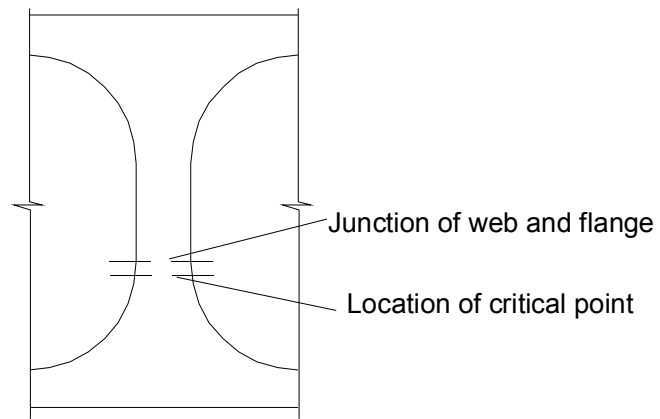 Junction of web and flange
Location of critical point